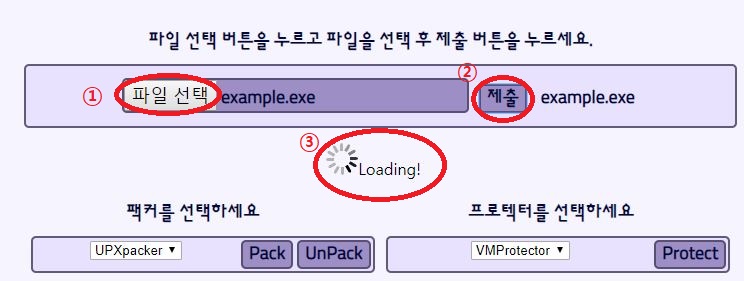 파일 선택 버튼을 누르고 파일을 선택 후 제출 버튼을 누르세요.
① 파일 선택 example.exe ② 제출 example.exe
③ Loading!
팩커를 선택하세요 프로텍터를 선택하세요
UPXpacker Pack UnPack VMProtector Protect